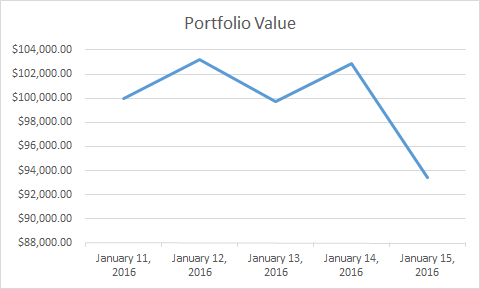 Portfolio Value
$104,000.00
$102,000.00
$100,000.00
$98,000.00
$96,000.00
$94,000.00
$92,000.00
$90,000.00
$88,000.00
January 11,
2016
January 12,
2016
January 13,
2016
January 14,
2016
January 15,
2016